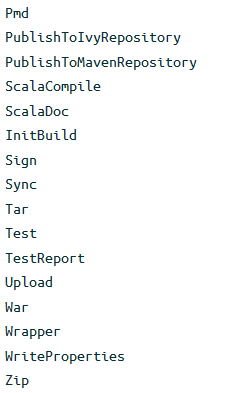 Pmd
PublishToIvyRepository
PublishToMavenRepository
ScalaCompile
ScalaDoc
InitBuild
Sign
Sync
Tar
Test
TestReport
Upload
War
Wrapper
WriteProperties
Zip